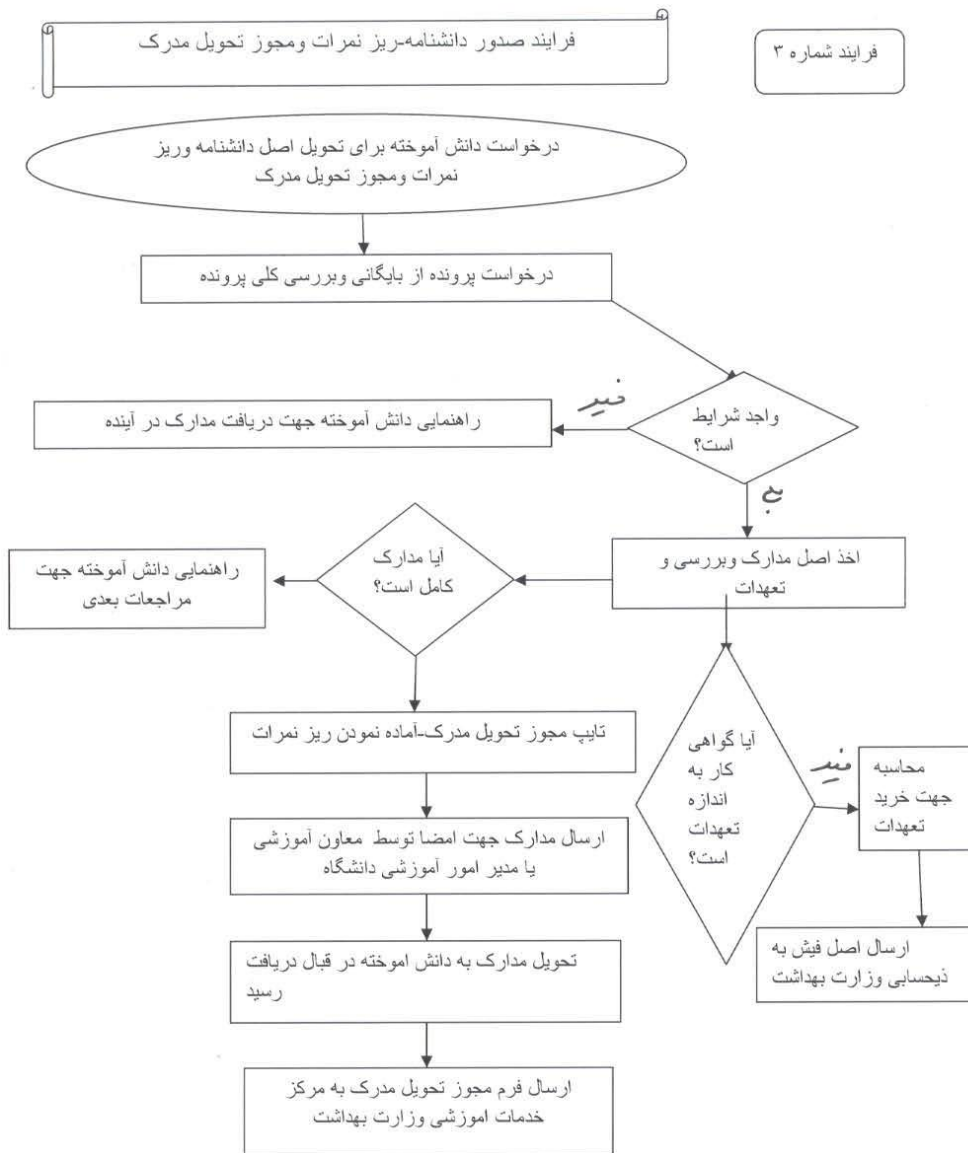 فرایند شماره ۳
فرایند صدور دانشنامه-ریز نمرات ومجوز تحویل مدرک
درخواست دانش آموخته برای تحویل اصل دانشنامه وریز
نمرات ومجوز تحویل مدرک
درخواست پرونده از بایگانی وبررسی کلی پرونده
واجد شرایط
است؟
خیر
راهنمایی دانش آموخته جهت دریافت مدارک در آینده
بلی
اخذ اصل مدارک وبررسی و
تعهدات
آیا مدارک
کامل است؟
راهنمایی دانش آموخته جهت
مراجعات بعدی
آیا گواهی
کار به
اندازه
تعهدات
است؟
خیر
محاسبه
جهت خرید
تعهدات
ارسال اصل فیش به
ذیحسابی وزارت بهداشت
تایپ مجوز تحویل مدرک-آماده نمودن ریز نمرات
ارسال مدارک جهت امضا توسط معاون آموزشی
یا مدیر امور آموزشی دانشگاه
تحویل مدارک به دانش اموخته در قبال دریافت
رسید
ارسال فرم مجوز تحویل مدرک به مرکز
خدمات اموزشی وزارت بهداشت